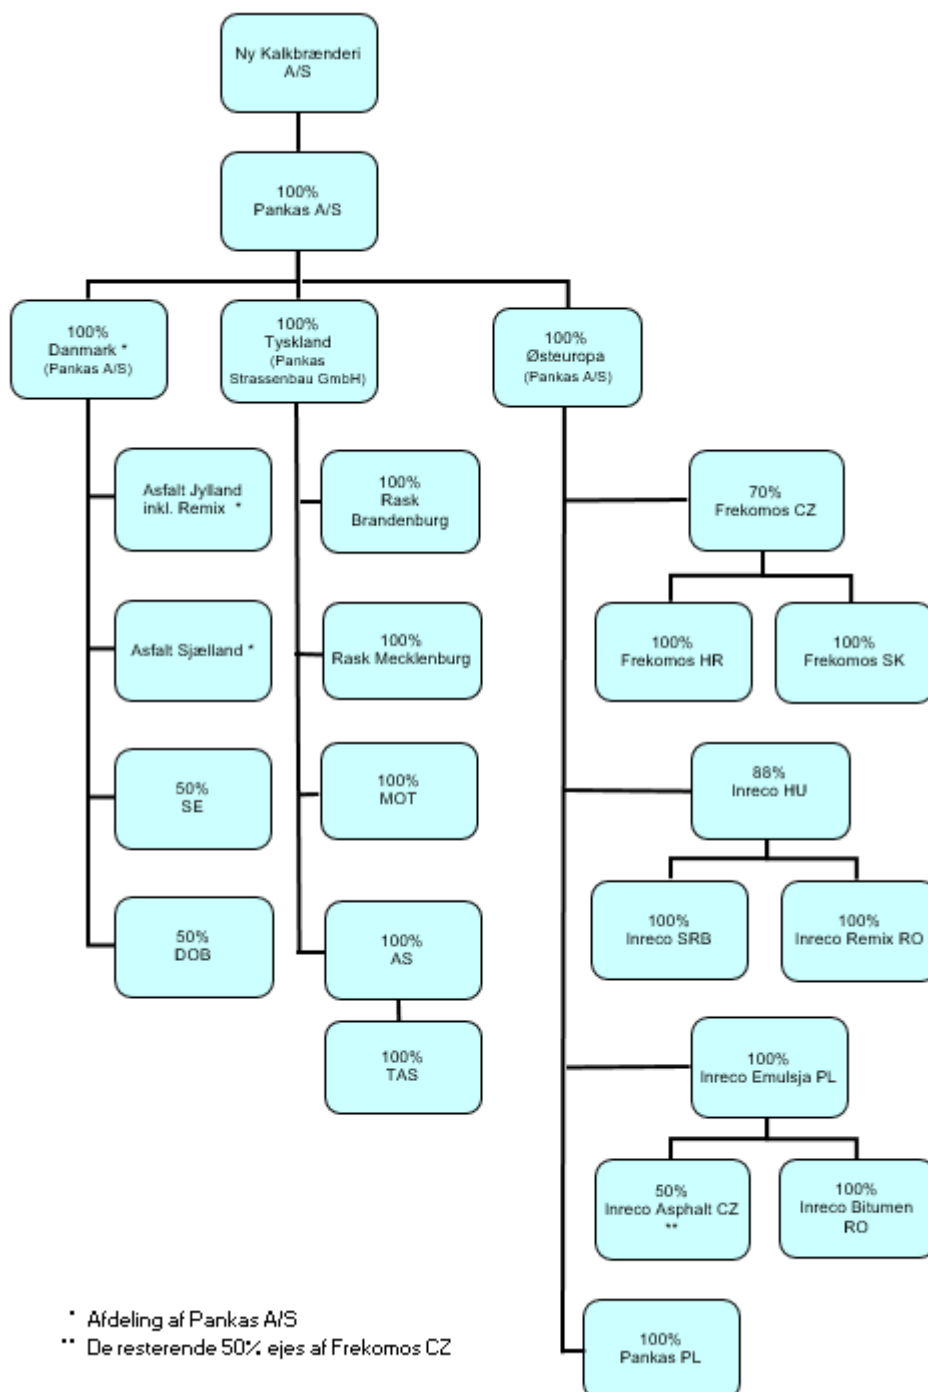 Ny Kalkbrænderi
A/S
100%
Pankas A/S
100%
Danmark *
(Pankas A/S)
100%
Tyskland
(Pankas
Strassenbau GmbH)
100%
Østeuropa
(Pankas A/S)
Asfalt Jylland
inkl. Remix *
Asfalt Sjælland *
50%
SE
50%
DOB
100%
Rask
Brandenburg
100%
Rask Mecklenburg
100%
MOT
100%
AS
100%
TAS
70%
Frekomos CZ
100%
Frekomos HR
100%
Frekomos SK
88%
Inreco HU
100%
Inreco SRB
100%
Inreco Remix RO
100%
Inreco Emulsja PL
50%
Inreco Asphalt CZ
**
100%
Inreco Bitumen
RO
100%
Pankas PL
* Afdeling af Pankas A/S
** De resterende 50% ejes af Frekomos CZ